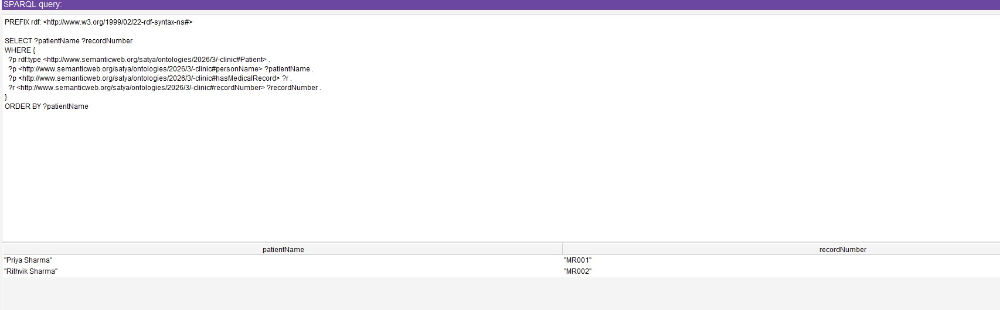 SPARQL query:
PREFIX rdf: <http://www.w3.org/1999/02/22-rdf-syntax-ns#>
SELECT ?patientName ?recordNumber
WHERE {
?p rdf:type <http://www.semanticweb.org/satya/ontologies/2026/3/-clinic#Patient> .
?p <http://www.semanticweb.org/satya/ontologies/2026/3/-clinic#personName> ?patientName .
?p <http://www.semanticweb.org/satya/ontologies/2026/3/-clinic#hasMedicalRecord> ?r .
?r <http://www.semanticweb.org/satya/ontologies/2026/3/-clinic#recordNumber> ?recordNumber .
}
ORDER BY ?patientName
patientName recordNumber
"Priya Sharma" "MR001"
"Rithvik Sharma" "MR002"